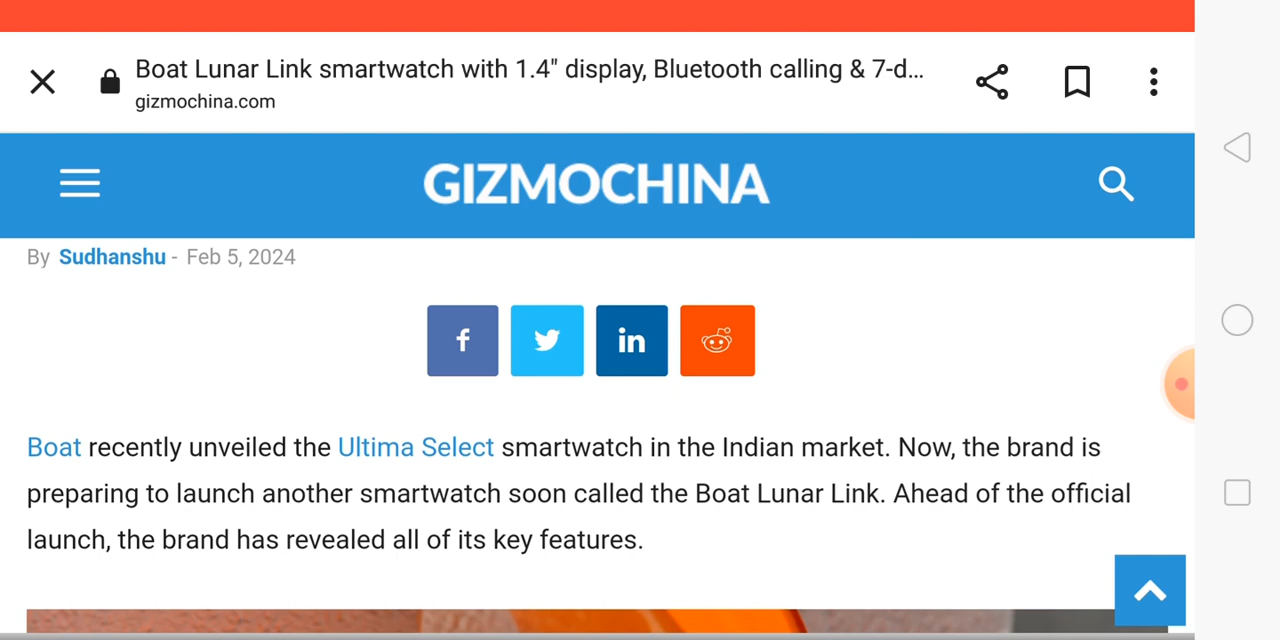 Boat Lunar Link smartwatch with 1.4" display, Bluetooth calling & 7-d...
gizmochina.com
GIZMOCHINA
By Sudhanshu - Feb 5, 2024
f
in
Boat recently unveiled the Ultima Select smartwatch in the Indian market. Now, the brand is
preparing to launch another smartwatch soon called the Boat Lunar Link. Ahead of the official
launch, the brand has revealed all of its key features.